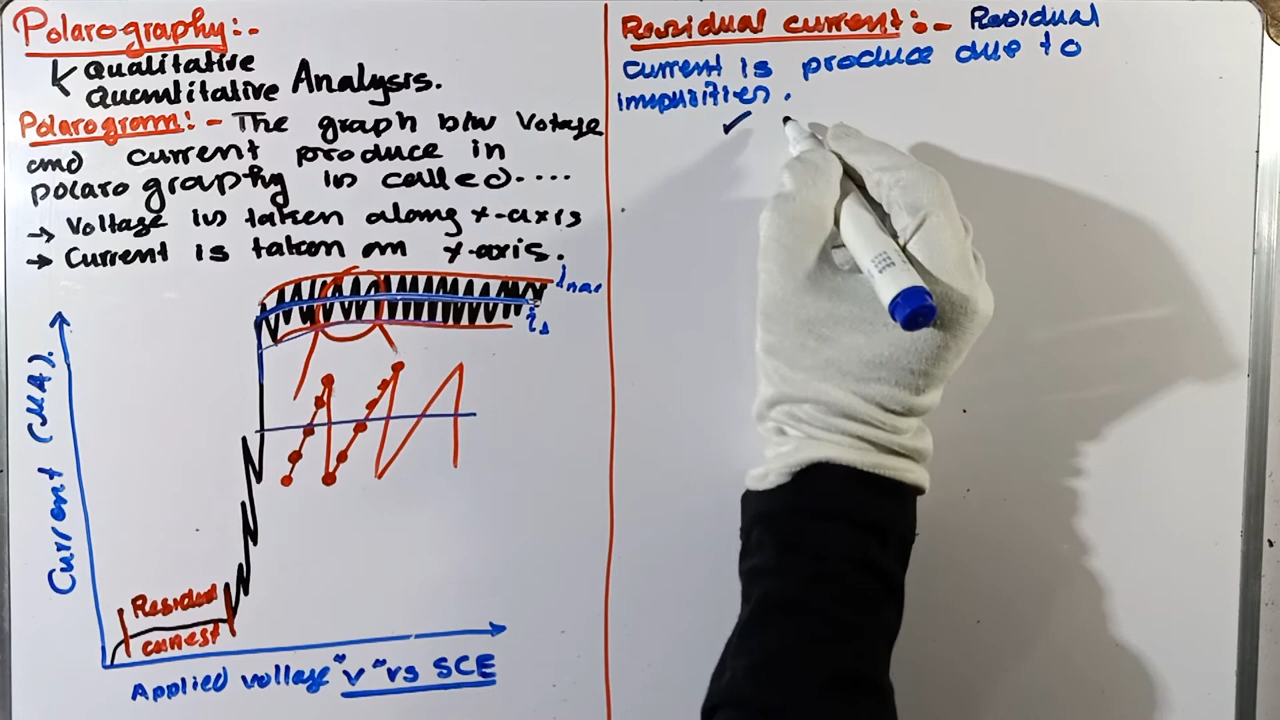 Polarography:-
Qualitative
Quantitative Analysis.
Polarogram:- The graph b/w Votage
and current produce in
polarography is called....
→ Voltage is taken along x-axis
→ Current is taken on y-axis.
imax
id
Current (MA).
Residual
current
Applied voltage "v" vs SCE
Residual current:- Residual
current is produce due to
impurities.